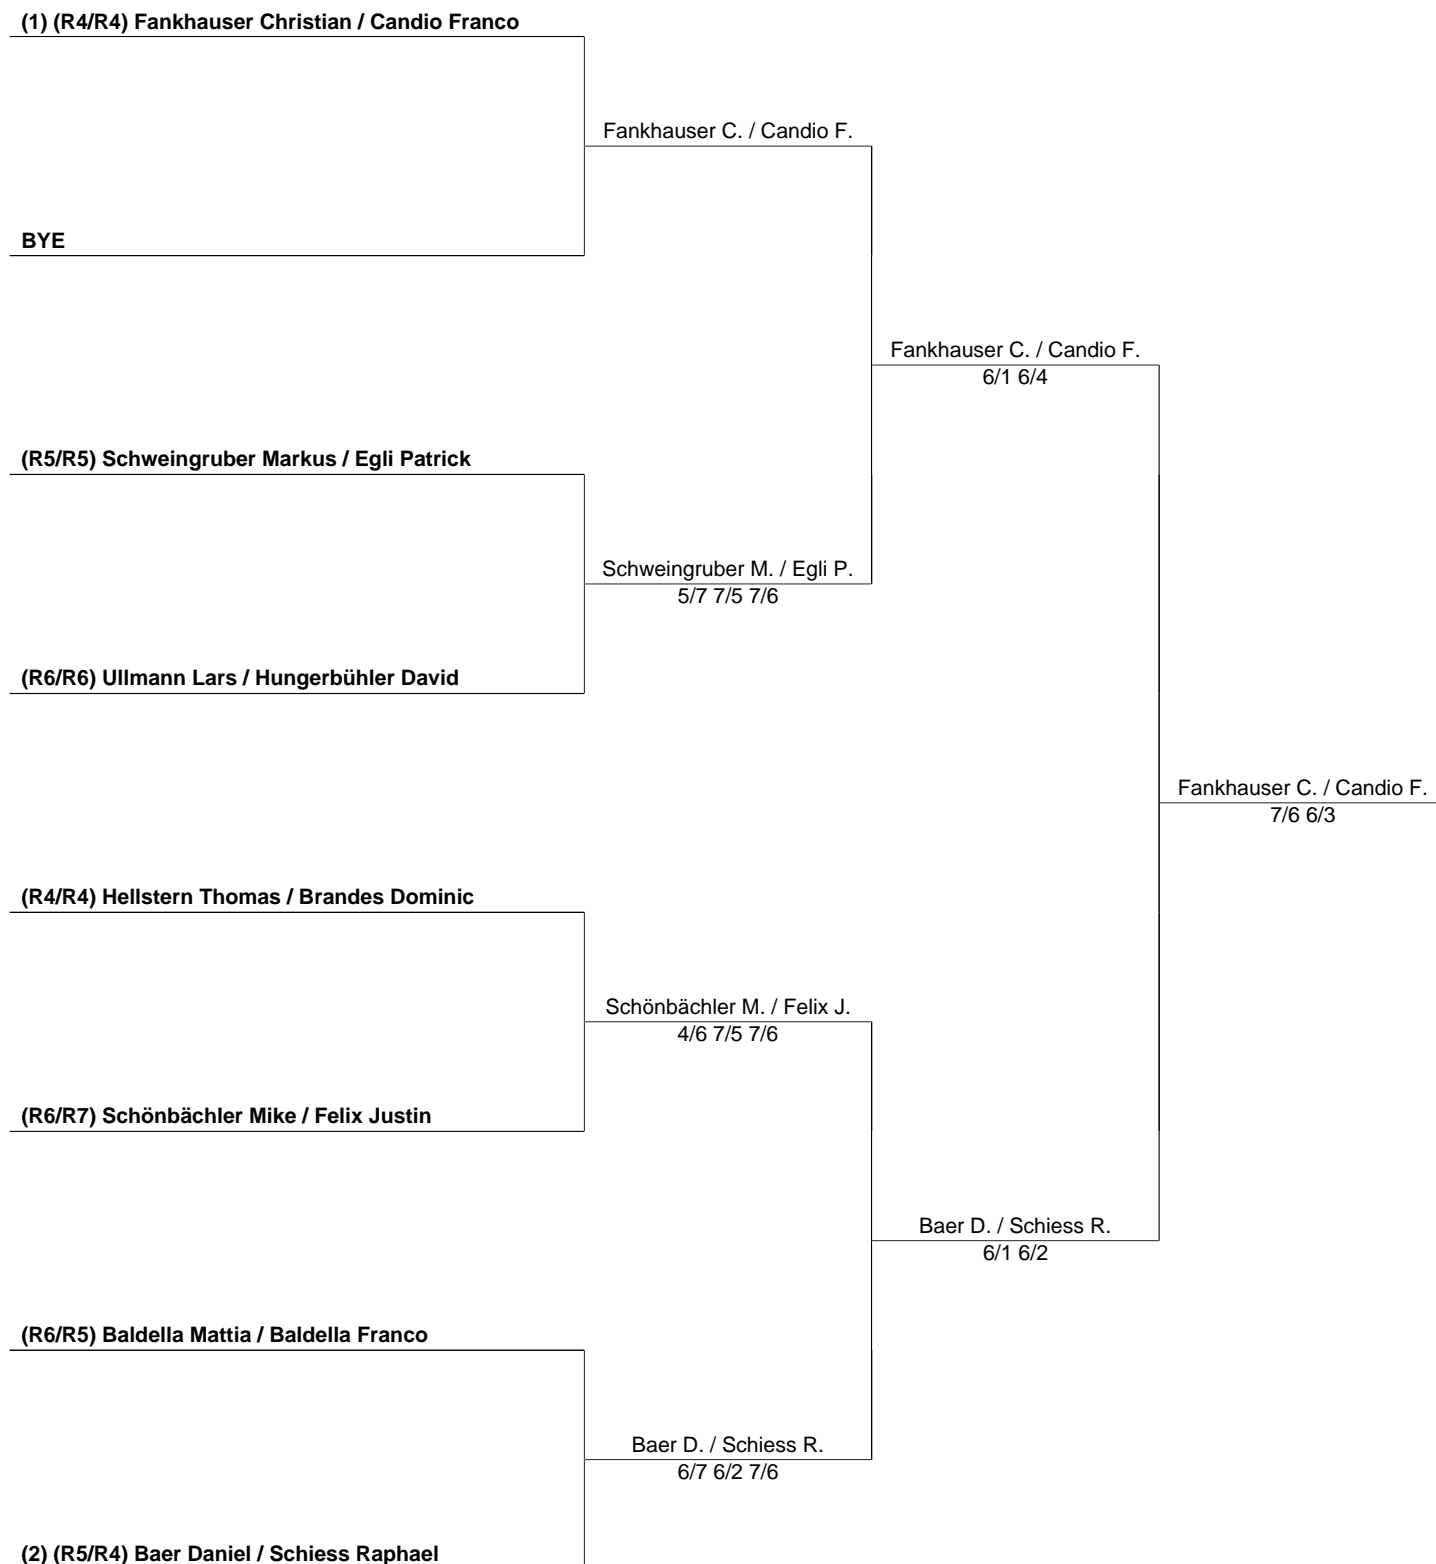 (1) (R4/R4) Fankhauser Christian / Candio Franco
Fankhauser C. / Candio F.
BYE
Fankhauser C. / Candio F.
6/1 6/4
(R5/R5) Schweingruber Markus / Egli Patrick
Schweingruber M. / Egli P.
5/7 7/5 7/6
(R6/R6) Ullmann Lars / Hungerbühler David
Fankhauser C. / Candio F.
7/6 6/3
(R4/R4) Hellstern Thomas / Brandes Dominic
Schönbächler M. / Felix J.
4/6 7/5 7/6
(R6/R7) Schönbächler Mike / Felix Justin
Baer D. / Schiess R.
6/1 6/2
(R6/R5) Baldella Mattia / Baldella Franco
Baer D. / Schiess R.
6/7 6/2 7/6
(2) (R5/R4) Baer Daniel / Schiess Raphael